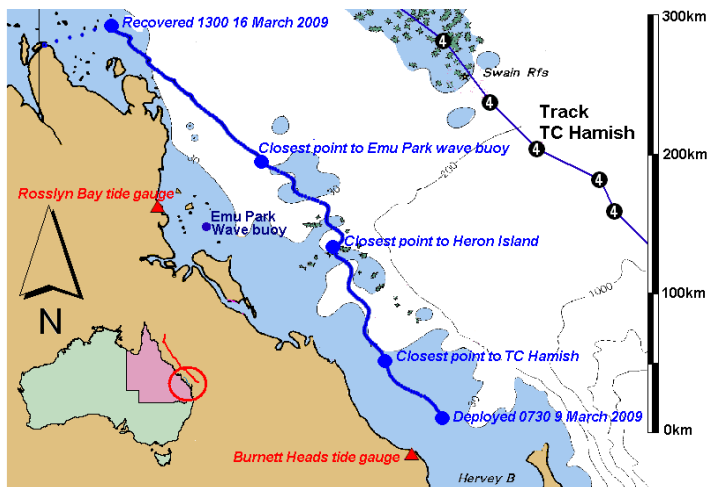 Recovered 1300 16 March 2009
300km
4
Swain Rfs
4
Track
TC Hamish
4
Closest point to Emu Park wave buoy
200km
200
4
Rosslyn Bay tide gauge
4
Emu Park
Wave buoy
Closest point to Heron Island
1000
100km
N
Closest point to TC Hamish
Deployed 0730 9 March 2009
0km
Burnett Heads tide gauge
Hervey B